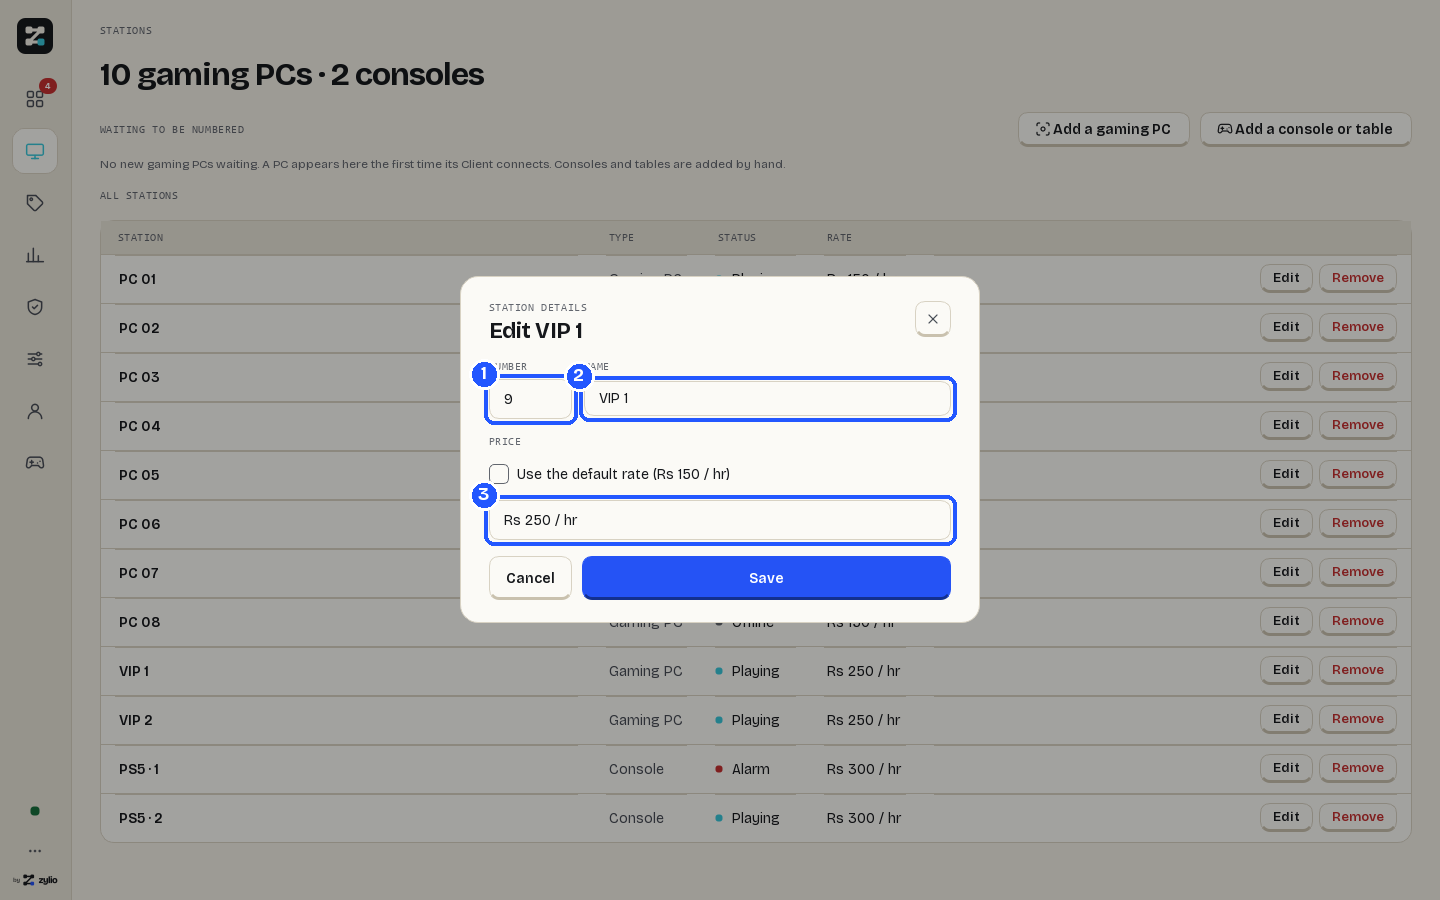 STATIONS
10 gaming PCs · 2 consoles
4
WAITING TO BE NUMBERED
Add a gaming PC
Add a console or table
No new gaming PCs waiting. A PC appears here the first time its Client connects. Consoles and tables are added by hand.
ALL STATIONS
STATION TYPE STATUS RATE
PC 01 Edit Remove
PC 02 Edit Remove
PC 03 Edit Remove
PC 04 Edit Remove
PC 05 Edit Remove
PC 06 Edit Remove
PC 07 Edit Remove
PC 08 Gaming PC Offline Rs 150 / hr Edit Remove
VIP 1 Gaming PC Playing Rs 250 / hr Edit Remove
VIP 2 Gaming PC Playing Rs 250 / hr Edit Remove
PS5 · 1 Console Alarm Rs 300 / hr Edit Remove
PS5 · 2 Console Playing Rs 300 / hr Edit Remove
STATION DETAILS
Edit VIP 1
1 2
9 VIP 1
PRICE
Use the default rate (Rs 150 / hr)
3
Rs 250 / hr
Cancel Save
by zylio